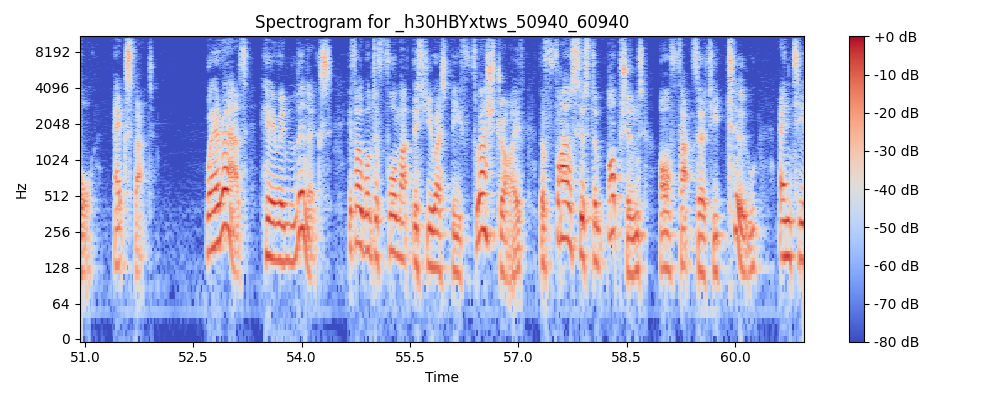 Spectrogram for _h30HBYxtws_50940_60940
Hz
8192
4096
2048
1024
512
256
128
64
0
51.0 52.5 54.0 55.5 57.0 58.5 60.0
Time
+0 dB
-10 dB
-20 dB
-30 dB
-40 dB
-50 dB
-60 dB
-70 dB
-80 dB